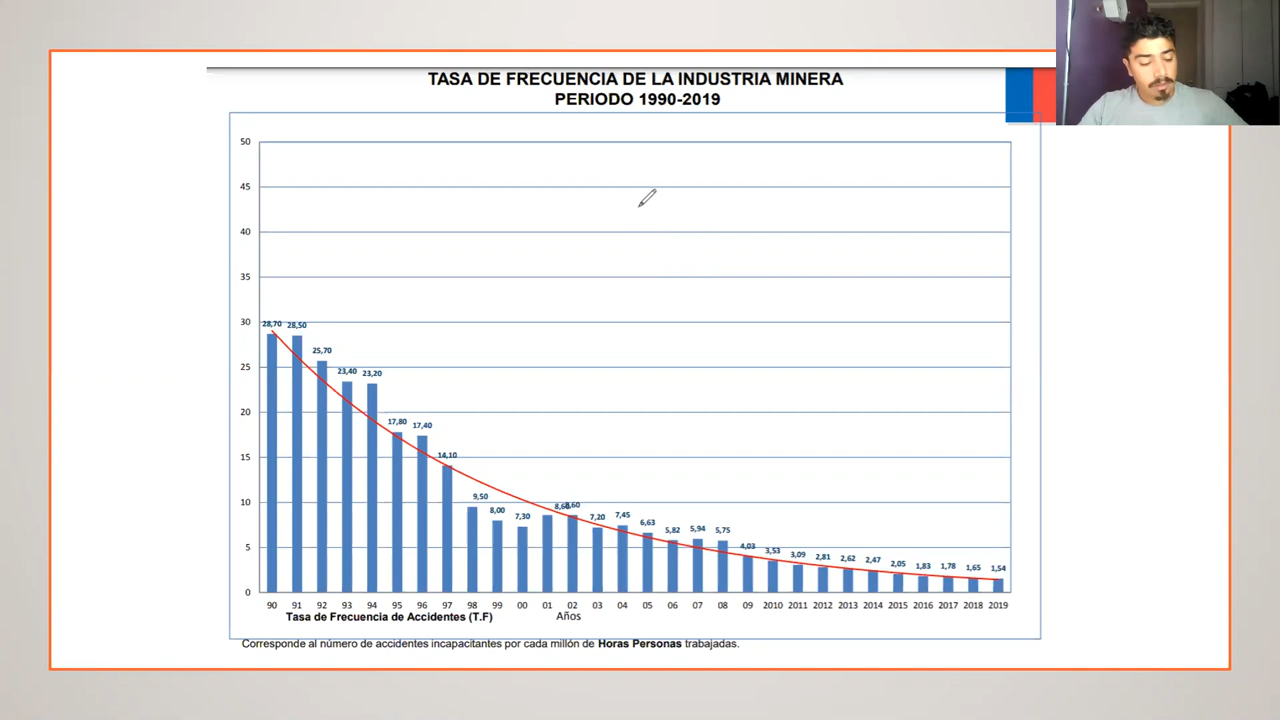 TASA DE FRECUENCIA DE LA INDUSTRIA MINERA
PERIODO 1990-2019
50
45
40
35
30
25
20
15
10
5
0
28,70 28,50 25,70 23,40 23,20 17,80 17,40 14,10 9,50 8,00 7,30 8,60 8,60 7,20 7,45 6,63 5,82 5,94 5,75 4,03 3,53 3,09 2,81 2,62 2,47 2,05 1,83 1,78 1,65 1,54
90 91 92 93 94 95 96 97 98 99 00 01 02 03 04 05 06 07 08 09 2010 2011 2012 2013 2014 2015 2016 2017 2018 2019
Tasa de Frecuencia de Accidentes (T.F) Años
Corresponde al número de accidentes incapacitantes por cada millón de Horas Personas trabajadas.